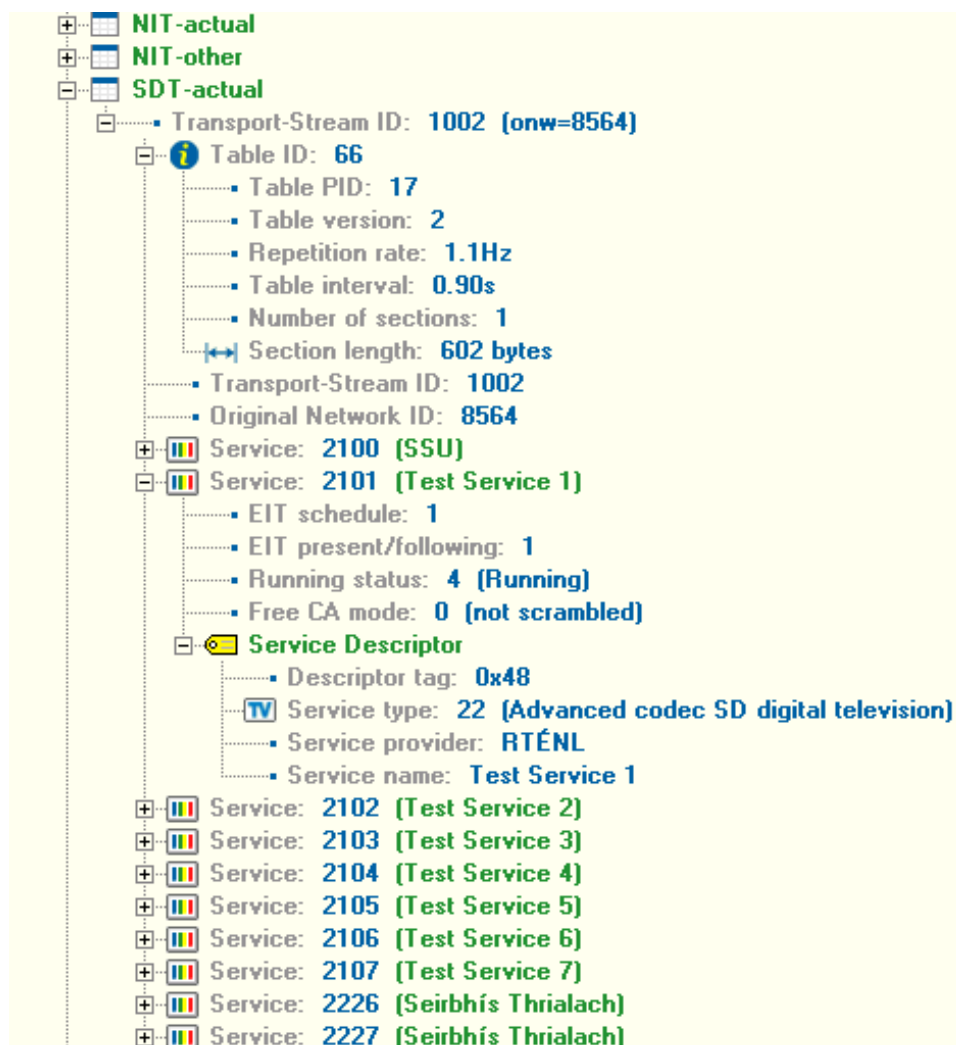 NIT-actual
NIT-other
SDT-actual
Transport-Stream ID: 1002 (onw=8564)
Table ID: 66
Table PID: 17
Table version: 2
Repetition rate: 1.1Hz
Table interval: 0.90s
Number of sections: 1
Section length: 602 bytes
Transport-Stream ID: 1002
Original Network ID: 8564
Service: 2100 (SSU)
Service: 2101 (Test Service 1)
EIT schedule: 1
EIT present/following: 1
Running status: 4 (Running)
Free CA mode: 0 (not scrambled)
Service Descriptor
Descriptor tag: 0x48
TV Service type: 22 (Advanced codec SD digital television)
Service provider: RTÉNL
Service name: Test Service 1
Service: 2102 (Test Service 2)
Service: 2103 (Test Service 3)
Service: 2104 (Test Service 4)
Service: 2105 (Test Service 5)
Service: 2106 (Test Service 6)
Service: 2107 (Test Service 7)
Service: 2226 (Seirbhís Thrialach)
Service: 2227 (Seirbhís Thrialach)